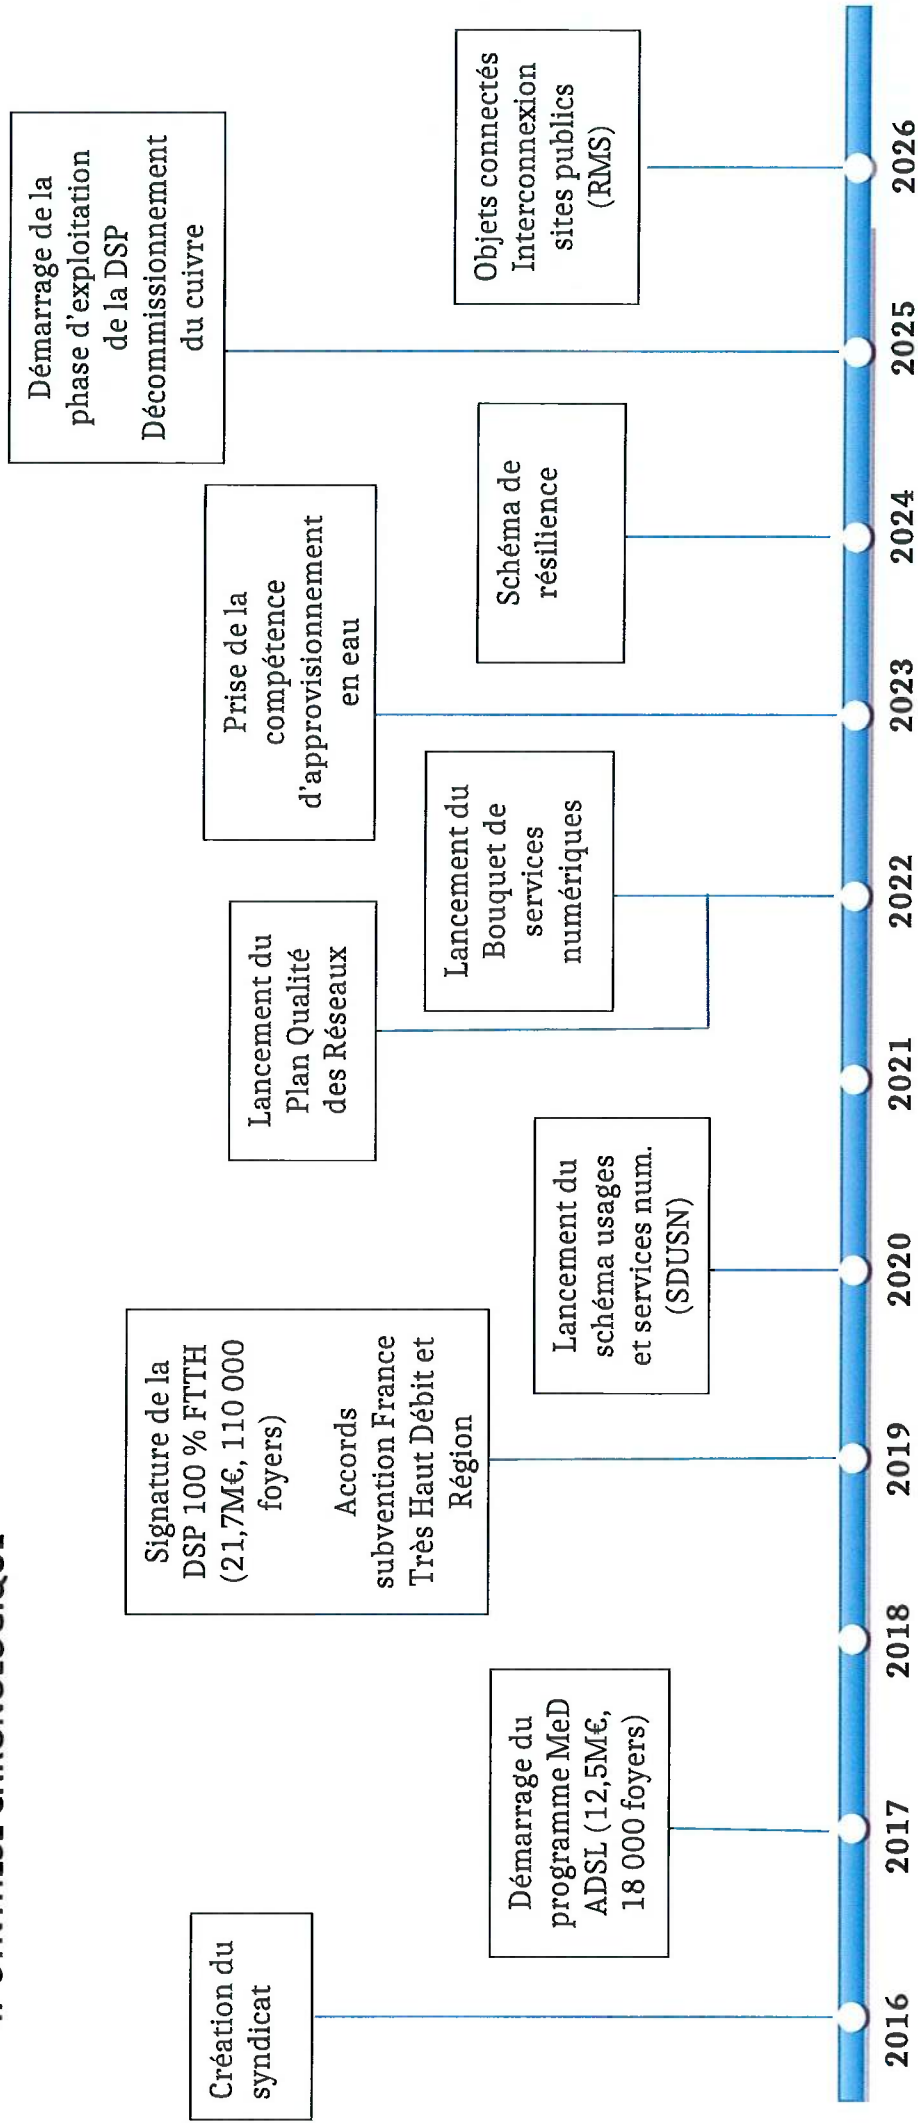 Création du
syndicat
Démarrage du
programme MeD
ADSL (12,5M€,
18 000 foyers)
Signature de la
DSP 100 % FTTH
(21,7M€, 110 000
foyers)
Accords
subvention France
Très Haut Débit et
Région
Lancement du
schéma usages
et services num.
(SDUSN)
Lancement du
Plan Qualité
des Réseaux
Lancement du
Bouquet de
services
numériques
Prise de la
compétence
d'approvisionnement
en eau
Schéma de
résilience
Démarrage de la
phase d'exploitation
de la DSP
Décommissionnement
du cuivre
Objets connectés
Interconnexion
sites publics
(RMS)
2016
2017
2018
2019
2020
2021
2022
2023
2024
2025
2026